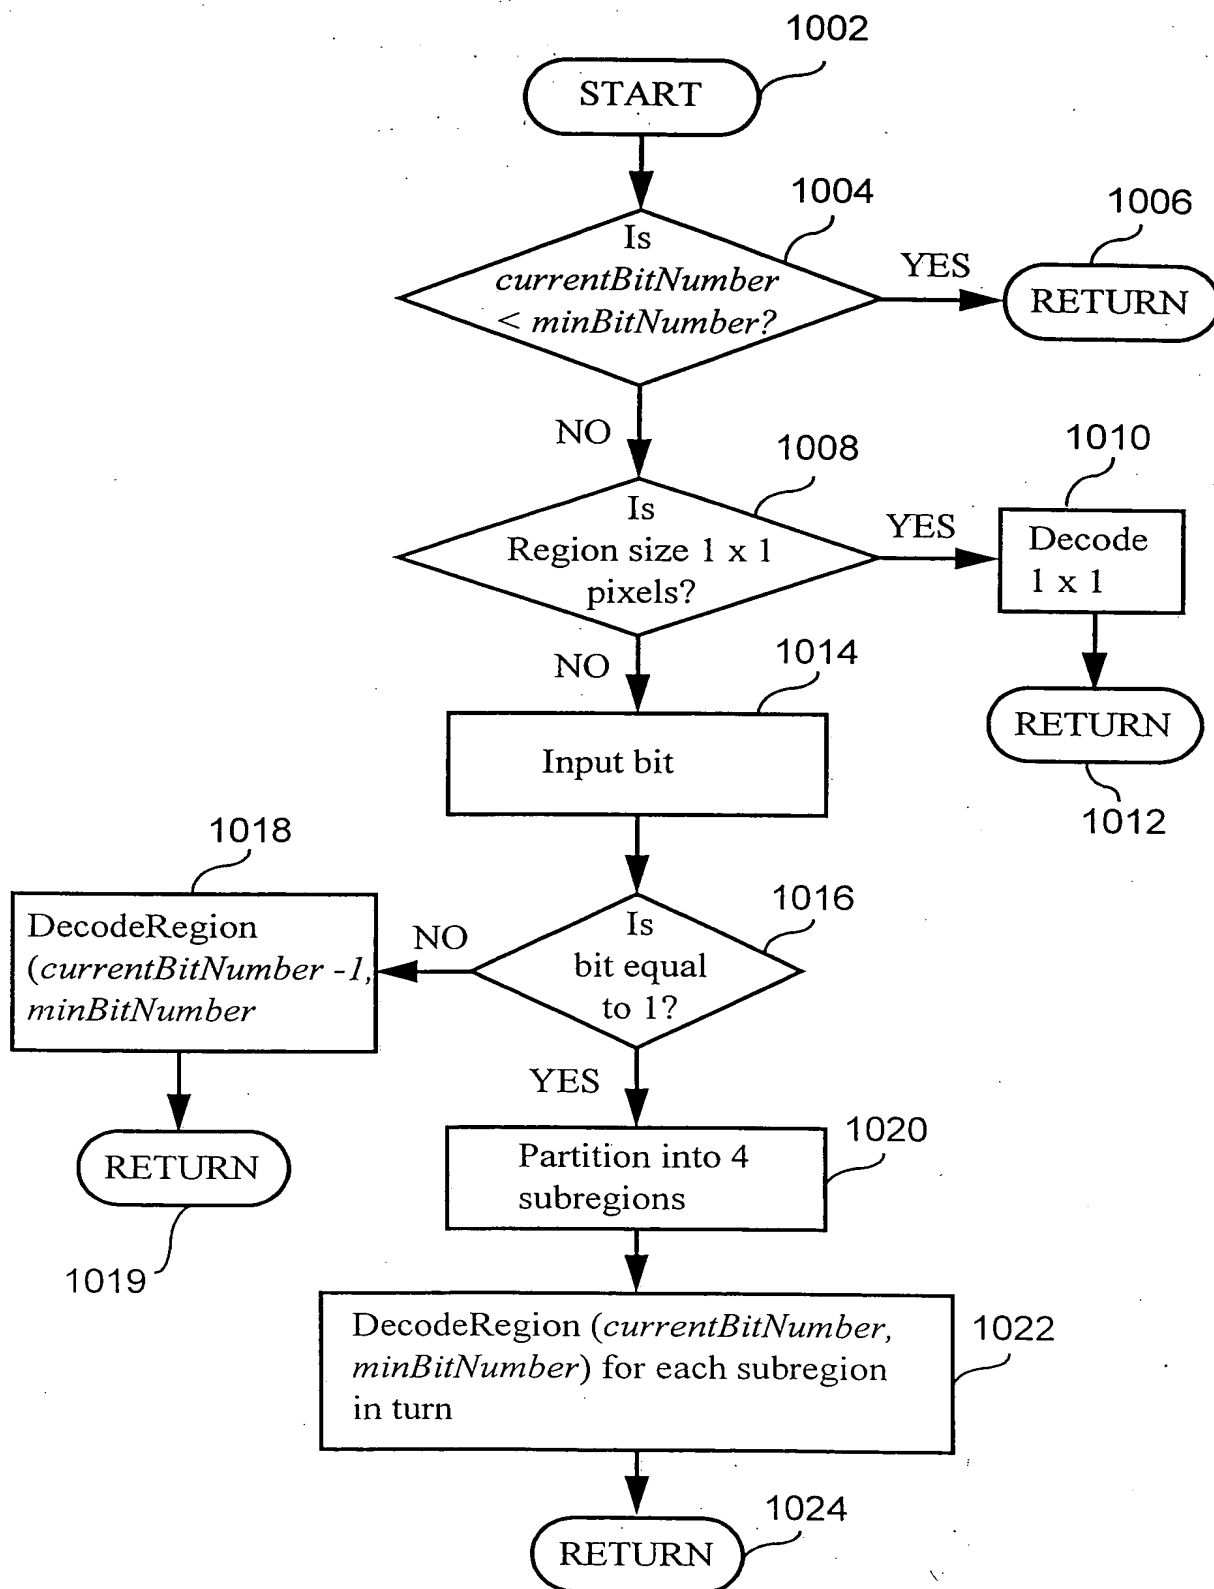 1002
START
1004
Is
currentBitNumber
< minBitNumber?
YES
1006
RETURN
NO
1008
Is
Region size 1 x 1
pixels?
YES
1010
Decode
1 x 1
RETURN
1012
NO
1014
Input bit
1016
Is
bit equal
to 1?
NO
1018
DecodeRegion
(currentBitNumber -1,
minBitNumber
RETURN
1019
YES
1020
Partition into 4
subregions
1022
DecodeRegion (currentBitNumber,
minBitNumber) for each subregion
in turn
1024
RETURN